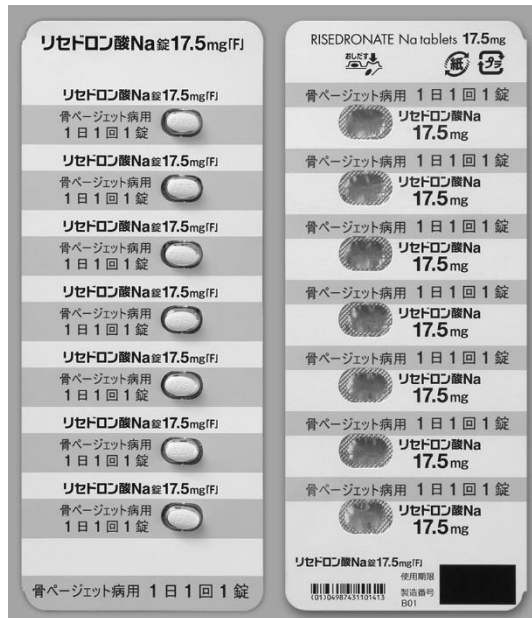 リセドロン酸Na錠17.5mg「F」
リセドロン酸Na錠17.5mg「F」
骨ページェット病用
1日1回1錠
リセドロン酸Na錠17.5mg「F」
骨ページェット病用
1日1回1錠
リセドロン酸Na錠17.5mg「F」
骨ページェット病用
1日1回1錠
リセドロン酸Na錠17.5mg「F」
骨ページェット病用
1日1回1錠
リセドロン酸Na錠17.5mg「F」
骨ページェット病用
1日1回1錠
リセドロン酸Na錠17.5mg「F」
骨ページェット病用
1日1回1錠
リセドロン酸Na錠17.5mg「F」
骨ページェット病用
1日1回1錠
骨ページェット病用 1日1回1錠
RISEDRONATE Na tablets 17.5mg
おしだす
紙 プラ
骨ページェット病用 1日1回1錠
リセドロン酸Na
17.5mg
骨ページェット病用 1日1回1錠
リセドロン酸Na
17.5mg
骨ページェット病用 1日1回1錠
リセドロン酸Na
17.5mg
骨ページェット病用 1日1回1錠
リセドロン酸Na
17.5mg
骨ページェット病用 1日1回1錠
リセドロン酸Na
17.5mg
骨ページェット病用 1日1回1錠
リセドロン酸Na
17.5mg
骨ページェット病用 1日1回1錠
リセドロン酸Na
17.5mg
リセドロン酸Na錠17.5mg「F」
使用期限
(01)04987431101413
製造番号
B01